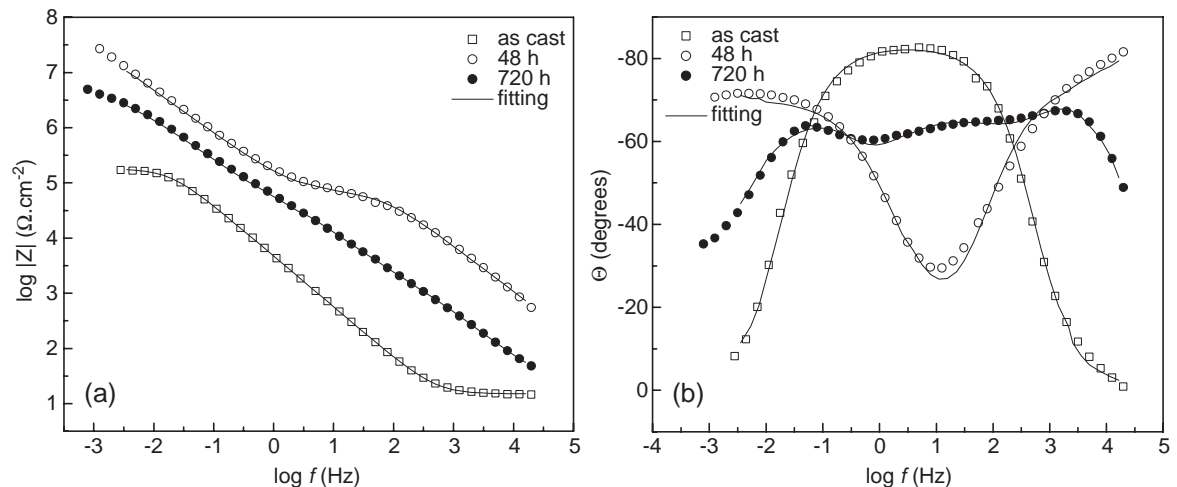 8
7
6
5
4
3
2
1
log |Z| (Ω.cm⁻²)
as cast
48 h
720 h
fitting
(a)
-3 -2 -1 0 1 2 3 4 5
log f (Hz)
-80
-60
-40
-20
0
Θ (degrees)
as cast
48 h
720 h
fitting
(b)
-4 -3 -2 -1 0 1 2 3 4 5
log f (Hz)